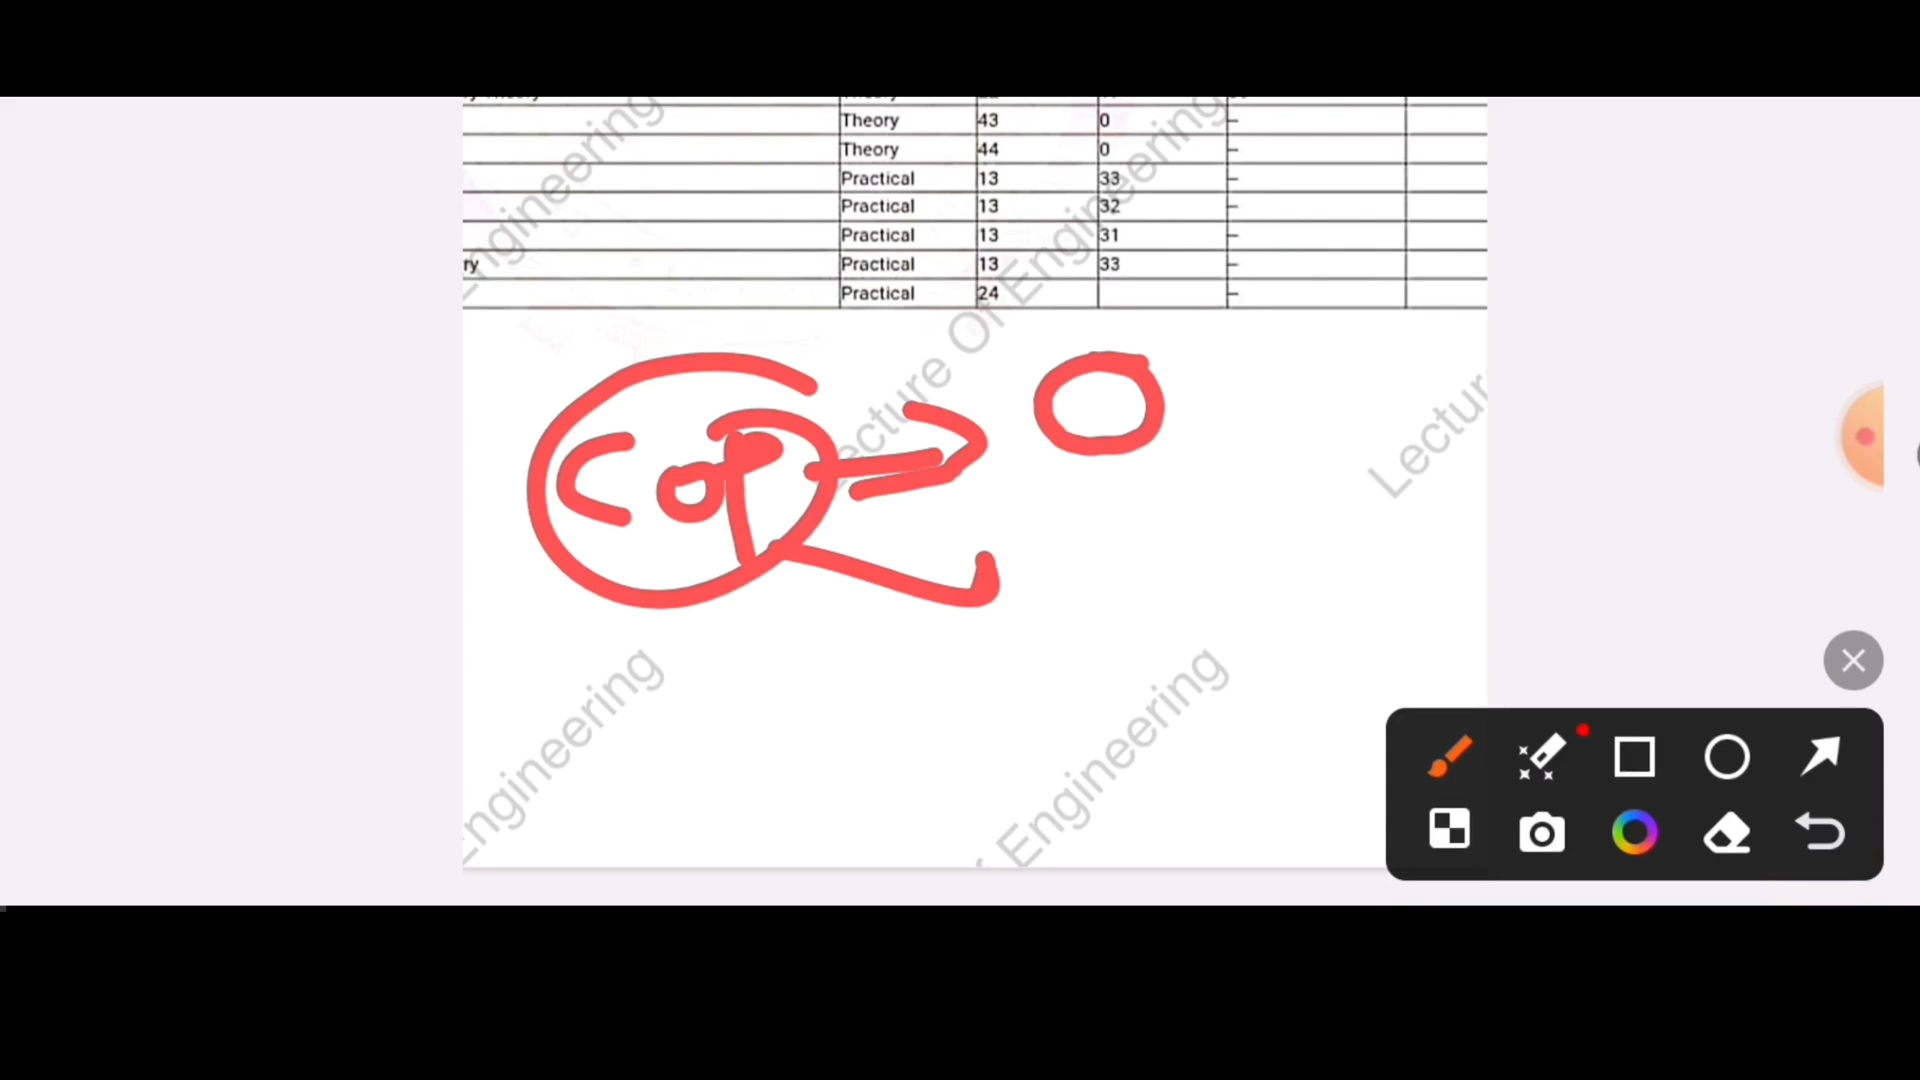 Theory 43 0 –
Theory 44 0 –
Practical 13 33 –
Practical 13 32 –
Practical 13 31 –
ry Practical 13 33 –
Practical 24 –
Cop O
Engineering
Lecture Of Engineering
Lectur
Engineering
f Engineering